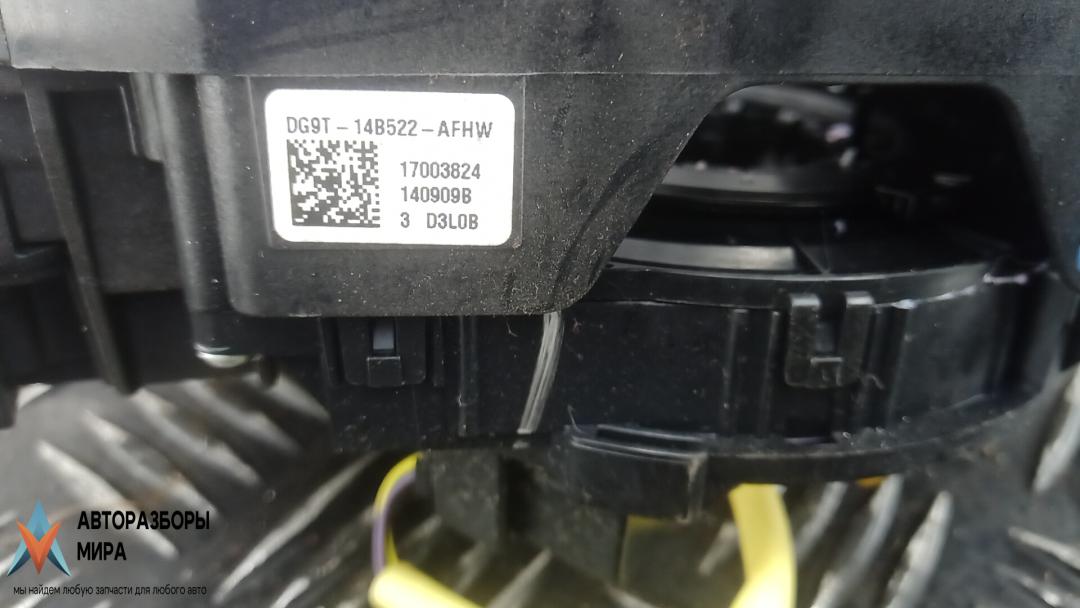 DG9T-14B522-AFHW
17003824
140909B
3 D3L0B
АВТОРАЗБОРЫ
МИРА
мы найдем любую запчасти для любого авто